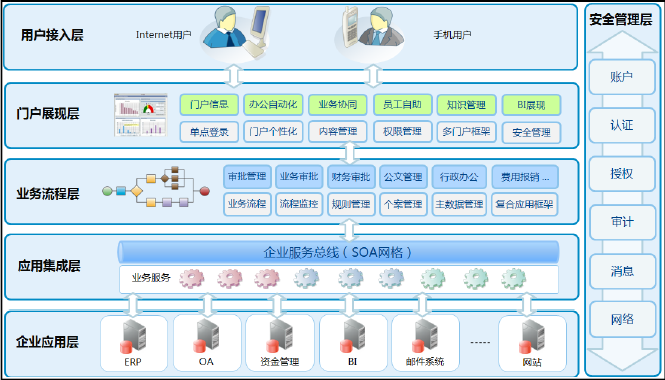 用户接入层
Internet用户
手机用户
门户展现层
门户信息 办公自动化 业务协同 员工自助 知识管理 BI展现
单点登录 门户个性化 内容管理 权限管理 多门户框架 安全管理
业务流程层
审批管理 业务审批 财务审批 公文管理 行政办公 费用报销 ...
业务流程 流程监控 规则管理 个案管理 主数据管理 复合应用框架
应用集成层
企业服务总线（SOA网格）
业务服务
企业应用层
ERP OA 资金管理 BI 邮件系统 ----- 网站
安全管理层
账户
认证
授权
审计
消息
网络